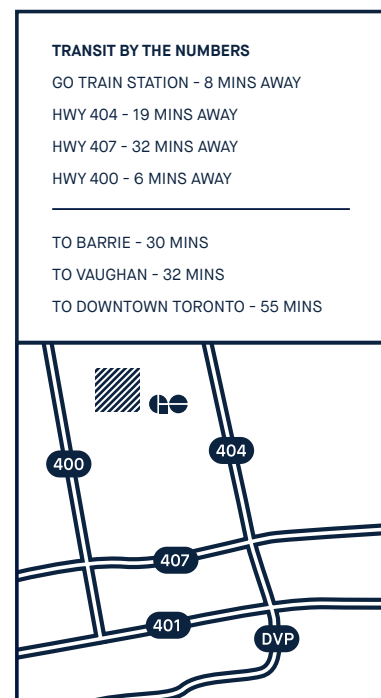 TRANSIT BY THE NUMBERS
GO TRAIN STATION - 8 MINS AWAY
HWY 404 - 19 MINS AWAY
HWY 407 - 32 MINS AWAY
HWY 400 - 6 MINS AWAY
TO BARRIE - 30 MINS
TO VAUGHAN - 32 MINS
TO DOWNTOWN TORONTO - 55 MINS
GO
404
400
407
401
DVP